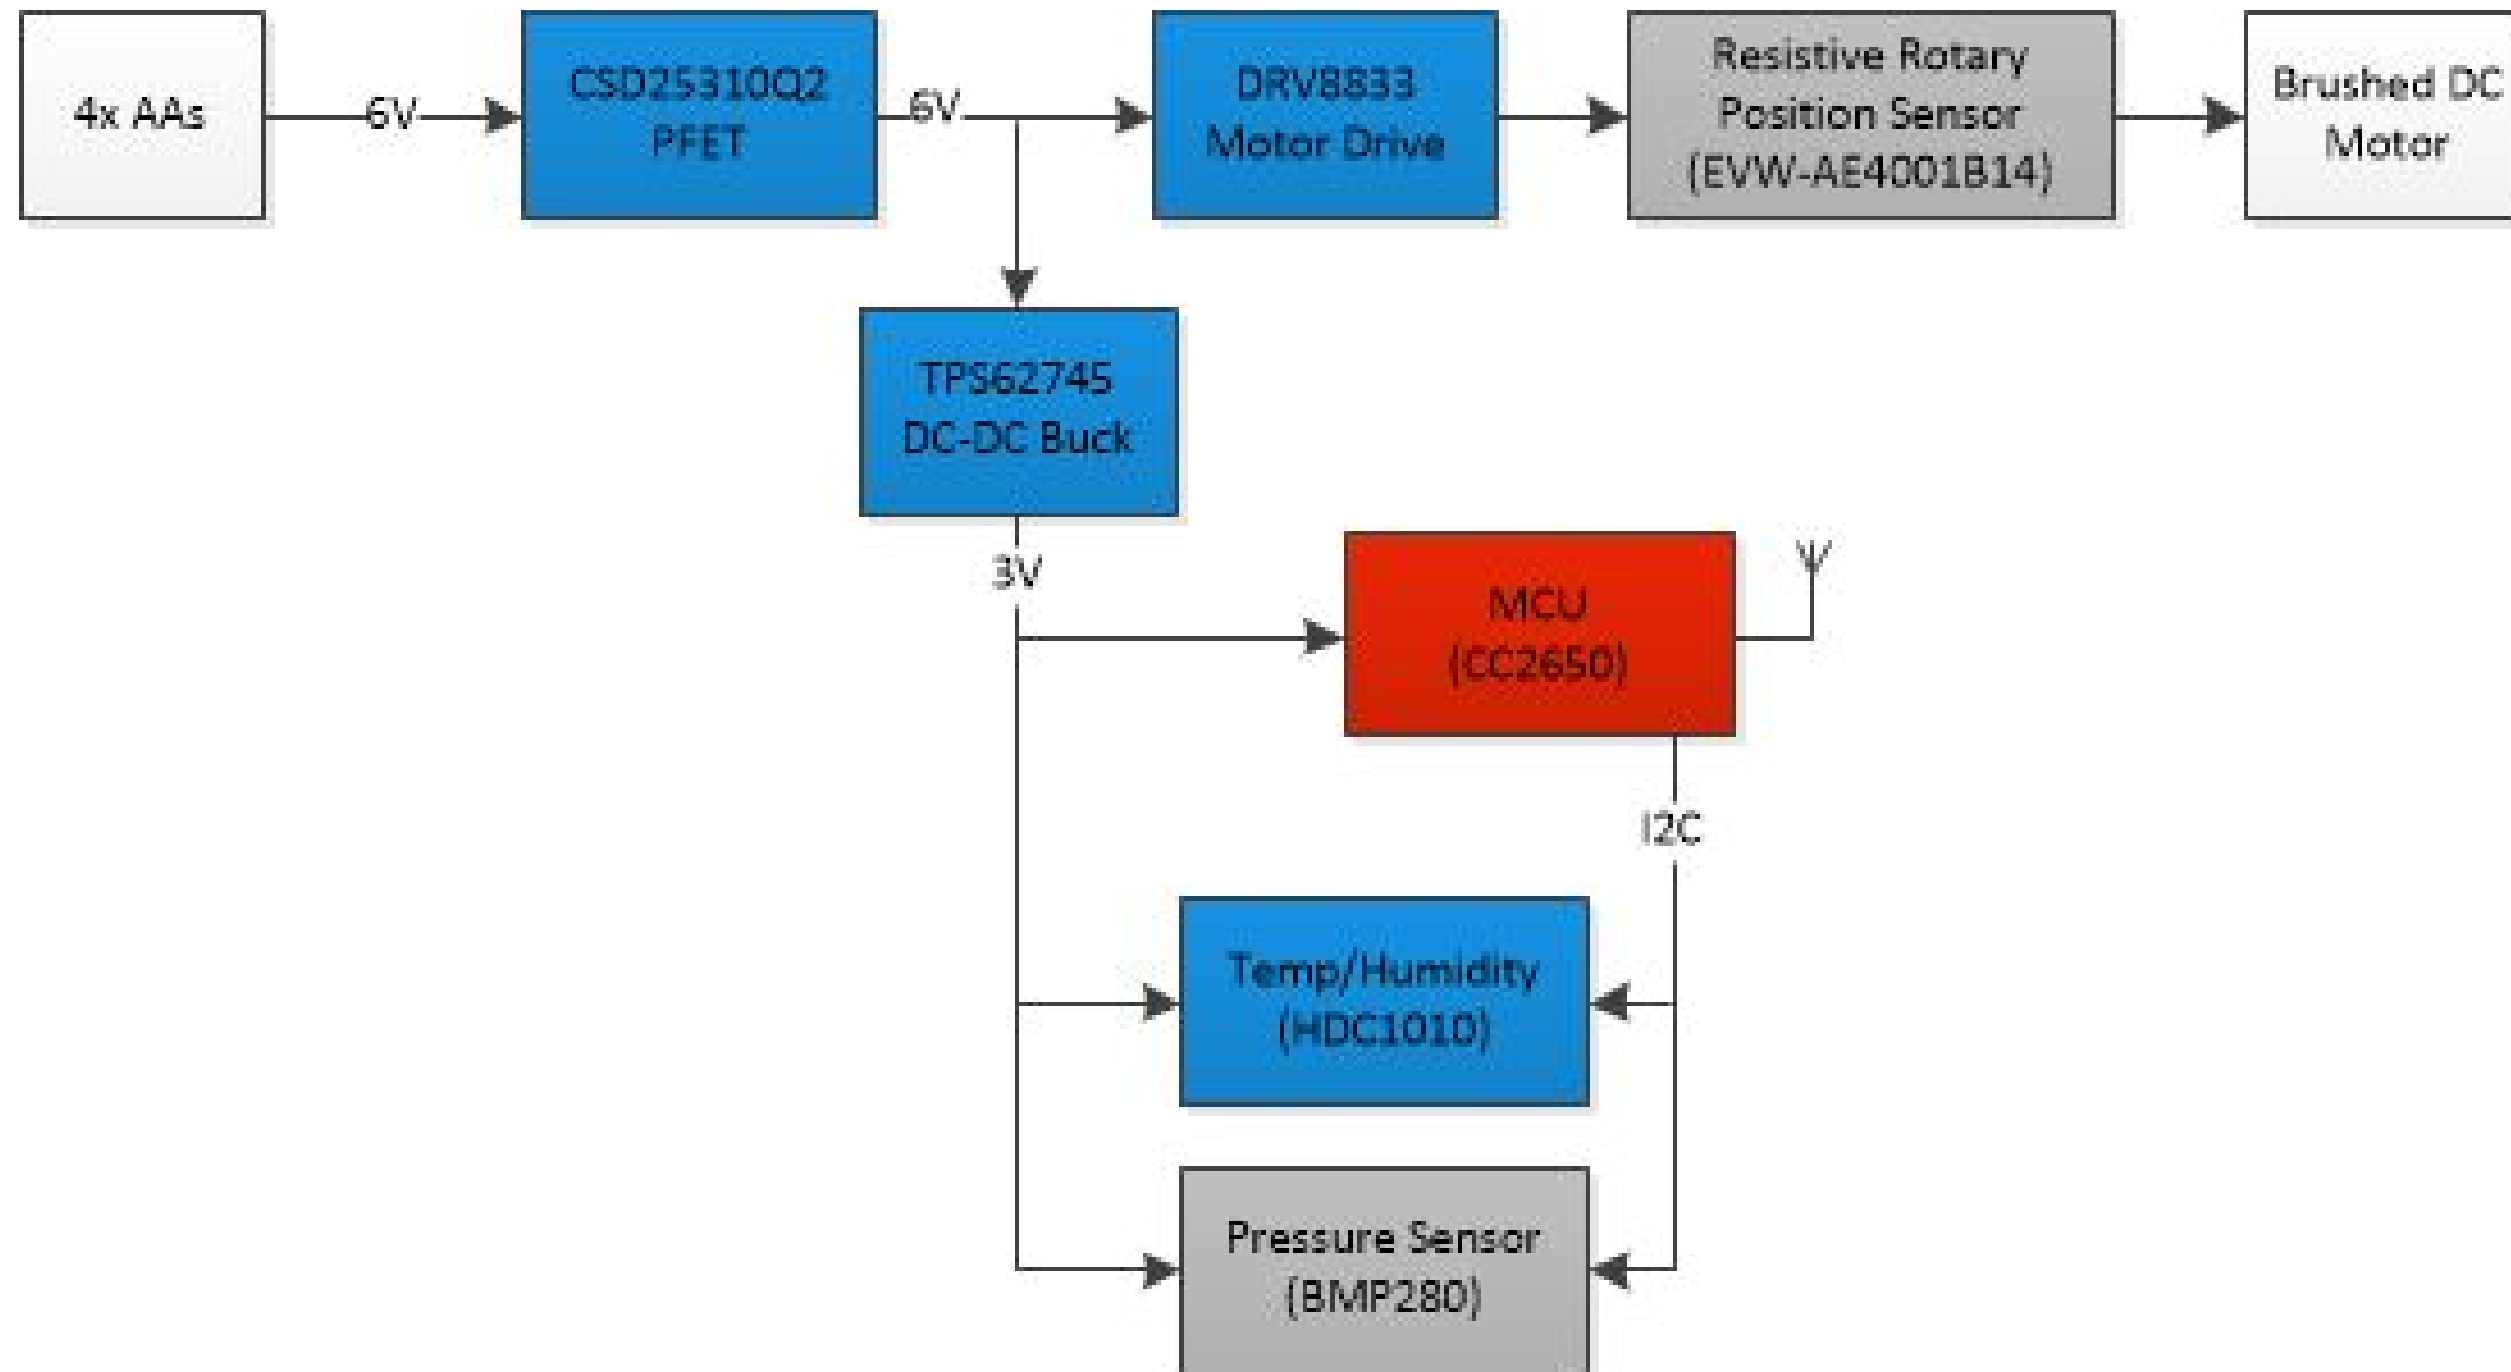 4x AAs
6V
CSD25310Q2
PFET
6V
DRV8833
Motor Drive
Resistive Rotary
Position Sensor
(EVW-AE4001B14)
Brushed DC
Motor
TPS62745
DC-DC Buck
3V
MCU
(CC2650)
I2C
Temp/Humidity
(HDC1010)
Pressure Sensor
(BMP280)